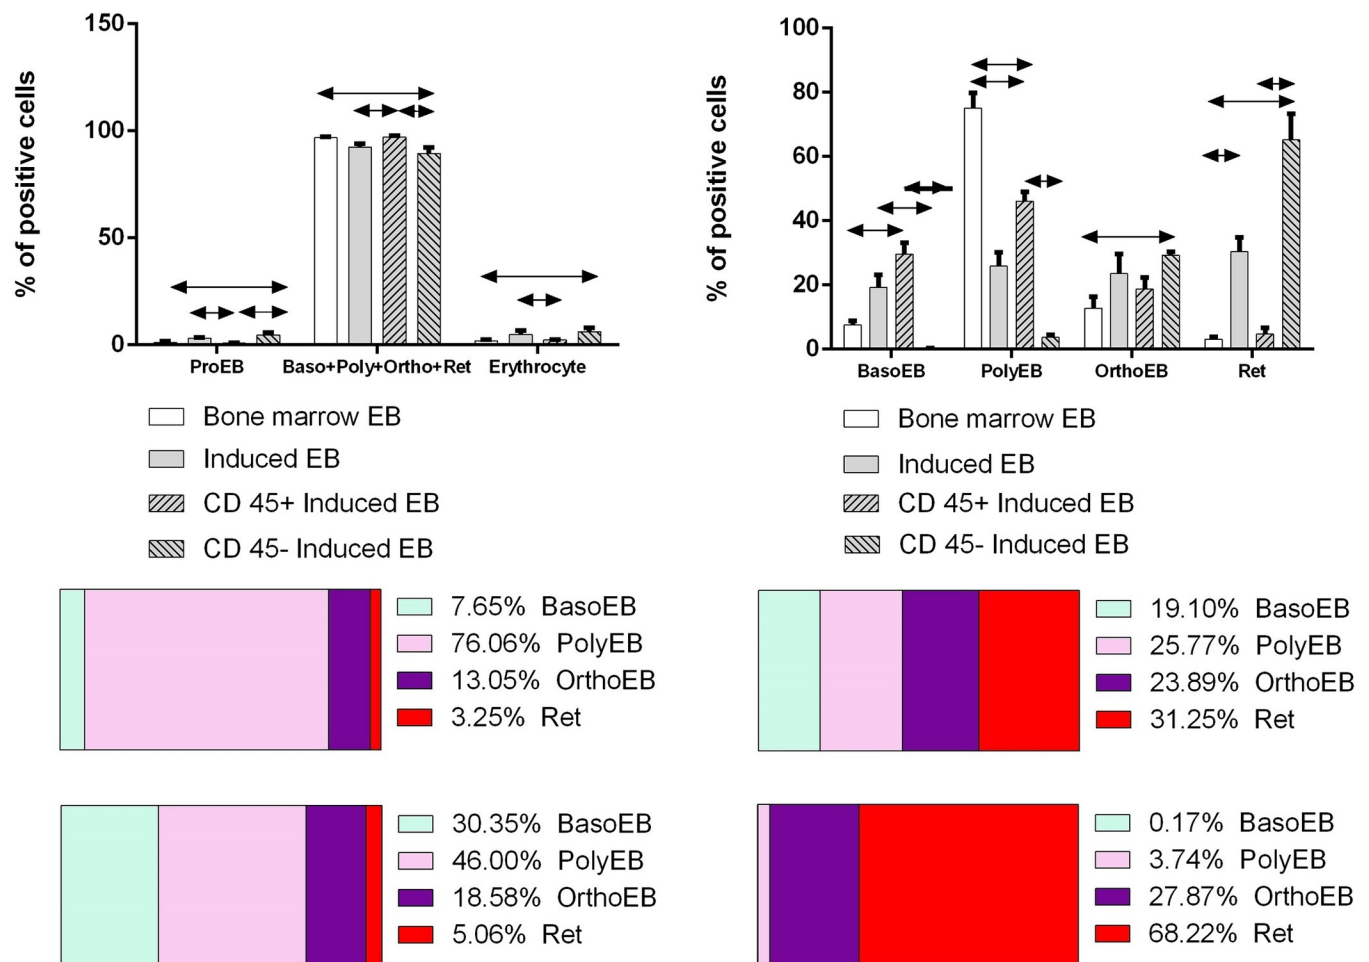 % of positive cells
150
100
50
0
ProEB
Baso+Poly+Ortho+Ret
Erythrocyte
Bone marrow EB
Induced EB
CD 45+ Induced EB
CD 45- Induced EB
% of positive cells
100
80
60
40
20
0
BasoEB
PolyEB
OrthoEB
Ret
Bone marrow EB
Induced EB
CD 45+ Induced EB
CD 45- Induced EB
7.65% BasoEB
76.06% PolyEB
13.05% OrthoEB
3.25% Ret
19.10% BasoEB
25.77% PolyEB
23.89% OrthoEB
31.25% Ret
30.35% BasoEB
46.00% PolyEB
18.58% OrthoEB
5.06% Ret
0.17% BasoEB
3.74% PolyEB
27.87% OrthoEB
68.22% Ret